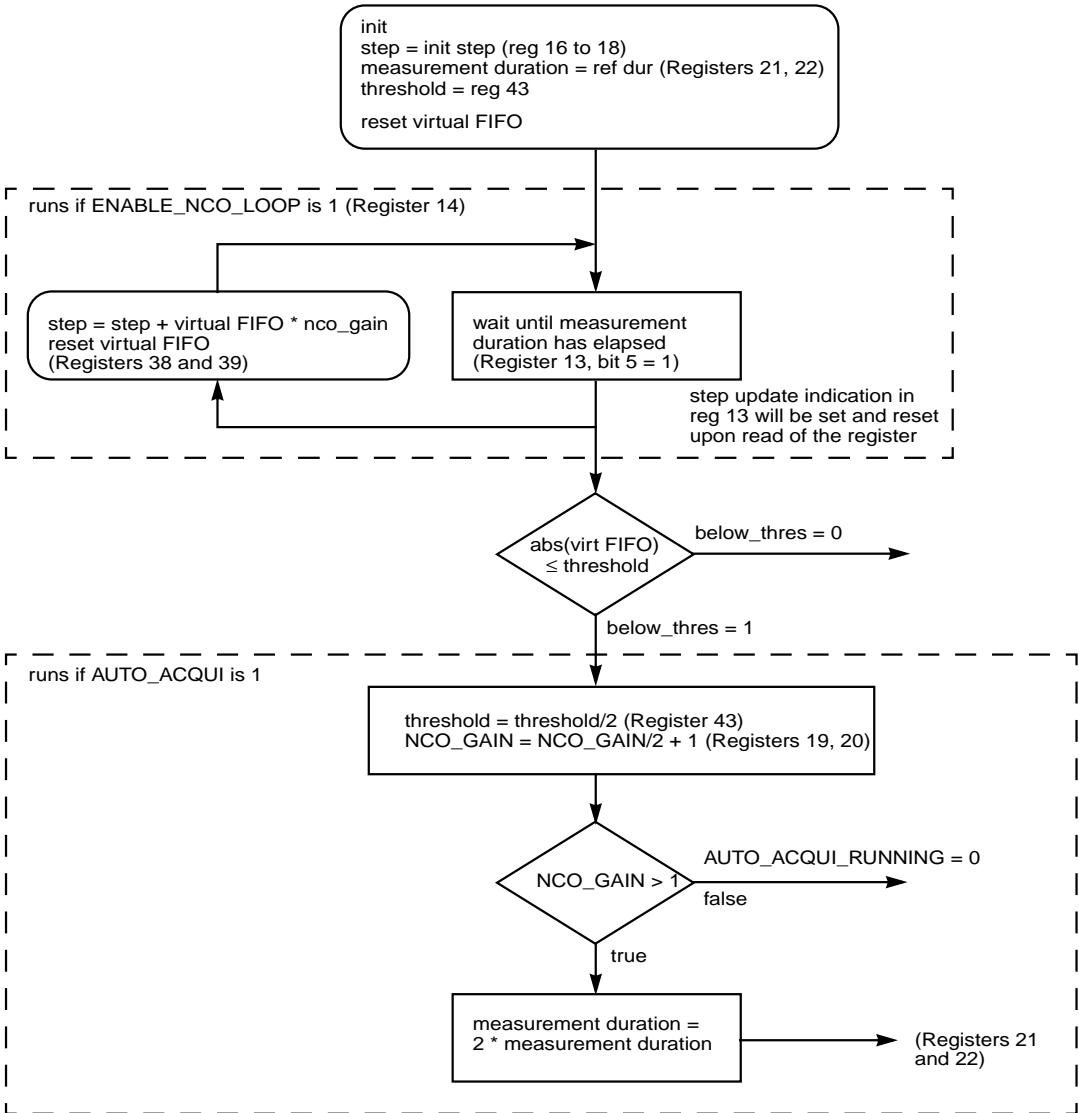 init
step = init step (reg 16 to 18)
measurement duration = ref dur (Registers 21, 22)
threshold = reg 43
reset virtual FIFO
runs if ENABLE_NCO_LOOP is 1 (Register 14)
step = step + virtual FIFO * nco_gain
reset virtual FIFO
(Registers 38 and 39)
wait until measurement
duration has elapsed
(Register 13, bit 5 = 1)
step update indication in
reg 13 will be set and reset
upon read of the register
abs(virt FIFO)
≤ threshold
below_thres = 0
below_thres = 1
runs if AUTO_ACQUI is 1
threshold = threshold/2 (Register 43)
NCO_GAIN = NCO_GAIN/2 + 1 (Registers 19, 20)
NCO_GAIN > 1
AUTO_ACQUI_RUNNING = 0
false
true
measurement duration =
2 * measurement duration
(Registers 21
and 22)